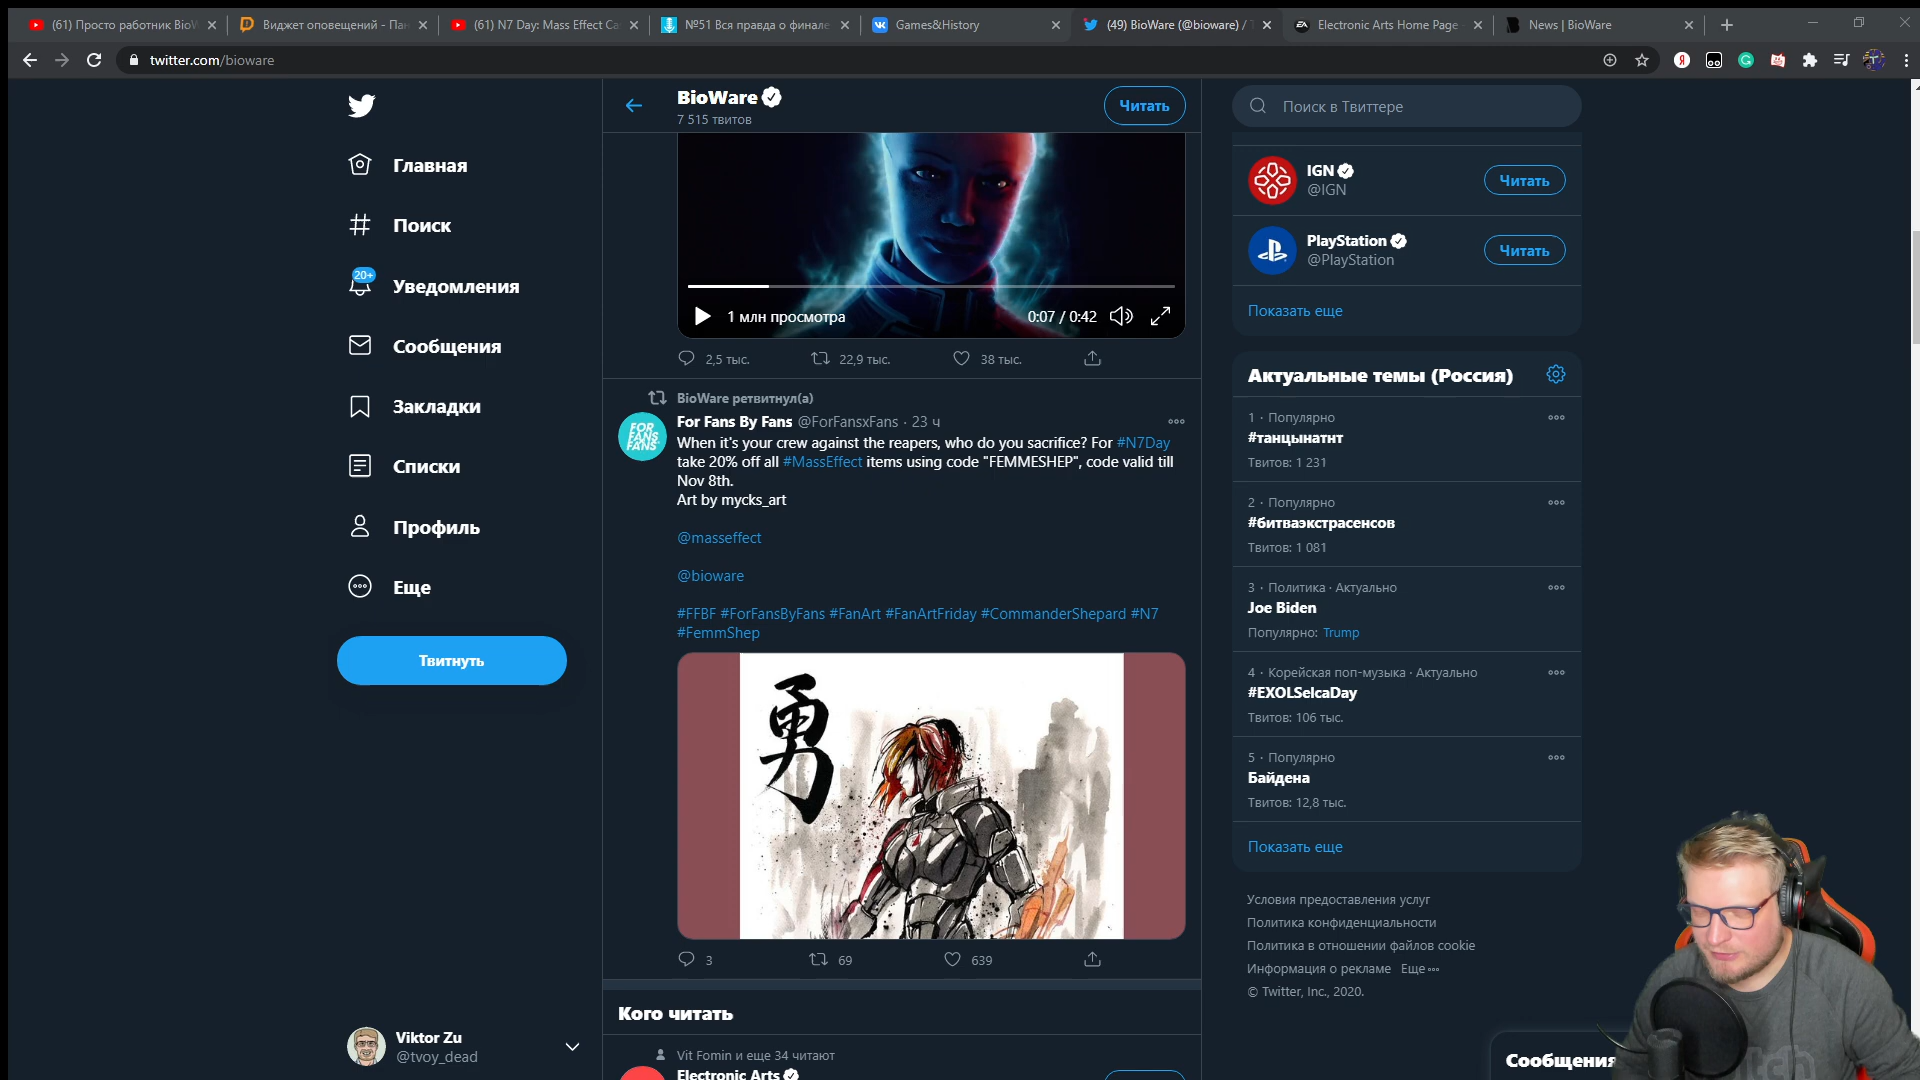 (61) Просто работник BioW
Виджет оповещений - Пан
(61) N7 Day: Mass Effect Ca
№51 Вся правда о финале
Games&History
(49) BioWare (@bioware) / T
Electronic Arts Home Page
News | BioWare
twitter.com/bioware
Главная
Поиск
20+
Уведомления
Сообщения
Закладки
Списки
Профиль
Еще
Твитнуть
Viktor Zu
@tvoy_dead
BioWare
7 515 твитов
Читать
1 млн просмотра
0:07 / 0:42
2,5 тыс.
22,9 тыс.
38 тыс.
BioWare ретвитнул(а)
FOR FANS. BY FANS.
For Fans By Fans @ForFansxFans · 23 ч
When it's your crew against the reapers, who do you sacrifice? For #N7Day
take 20% off all #MassEffect items using code "FEMMESHEP", code valid till
Nov 8th.
Art by mycks_art
@masseffect
@bioware
#FFBF #ForFansByFans #FanArt #FanArtFriday #CommanderShepard #N7
#FemmShep
勇
3
69
639
Кого читать
Vit Fomin и еще 34 читают
Electronic Arts
Поиск в Твиттере
IGN
@IGN
Читать
PlayStation
@PlayStation
Читать
Показать еще
Актуальные темы (Россия)
1 · Популярно
#танцынатнт
Твитов: 1 231
2 · Популярно
#битваэкстрасенсов
Твитов: 1 081
3 · Политика · Актуально
Joe Biden
Популярно: Trump
4 · Корейская поп-музыка · Актуально
#EXOLSelcaDay
Твитов: 106 тыс.
5 · Популярно
Байдена
Твитов: 12,8 тыс.
Показать еще
Условия предоставления услуг
Политика конфиденциальности
Политика в отношении файлов cookie
Информация о рекламе Еще
© Twitter, Inc., 2020.
Сообщения